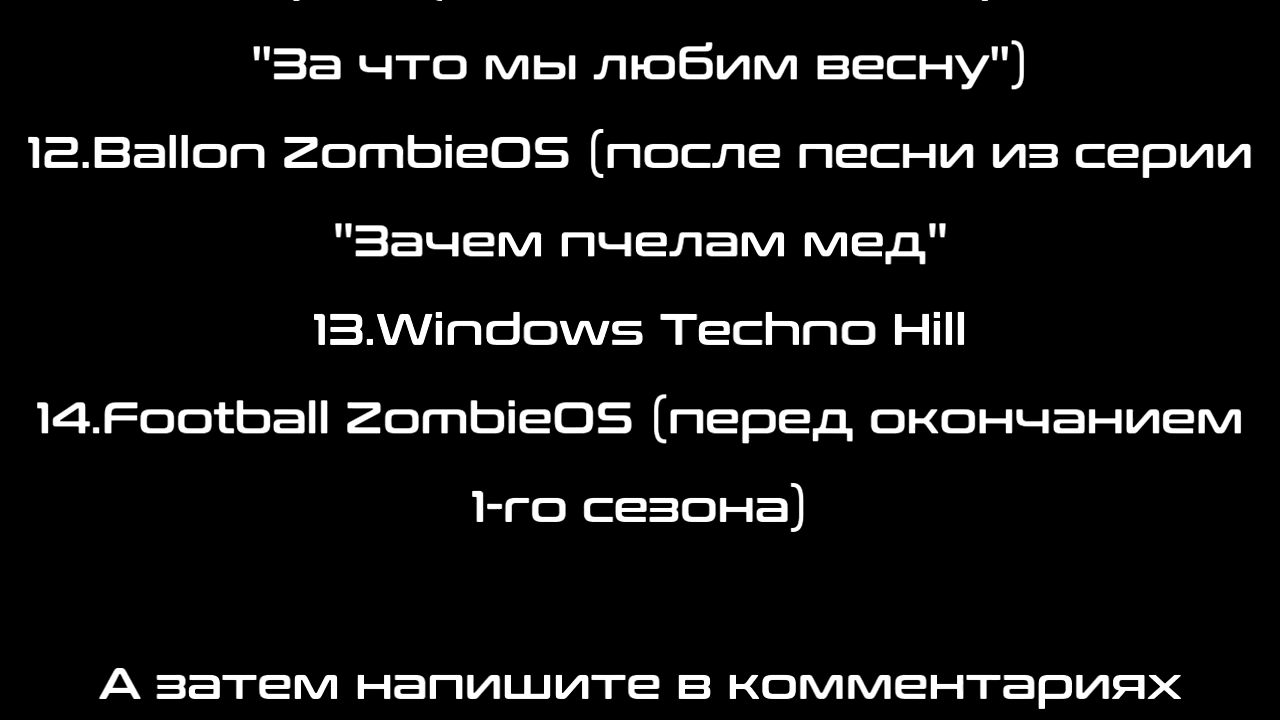 "За что мы любим весну")
12.Ballon ZombieOS (после песни из серии
"Зачем пчелам мед"
13.Windows Techno Hill
14.Football ZombieOS (перед окончанием
1-го сезона)
А затем напишите в комментариях